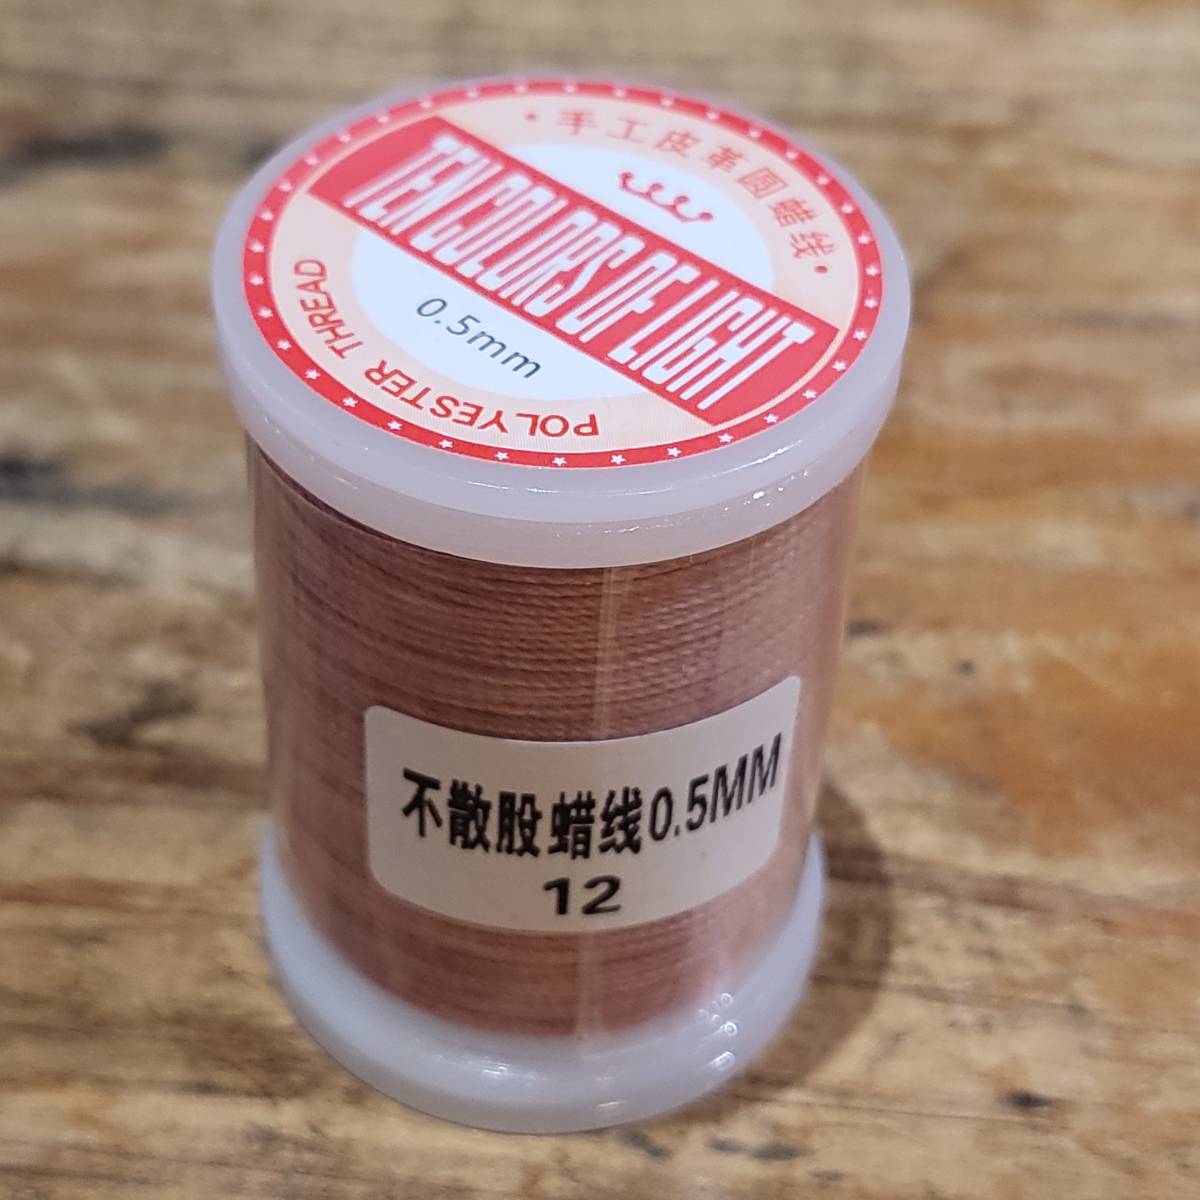 ·手工皮革圆蜡线·
TEN COLORS OF LIGHT
0.5mm
POLYESTER THREAD
不散股蜡线0.5MM
12